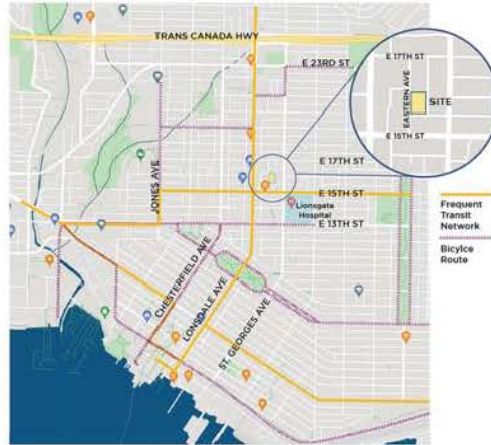 TRANS CANADA HWY
E 23RD ST
E 17TH ST
EASTERN AVE
SITE
E 15TH ST
JONES AVE
E 17TH ST
E 15TH ST
Lionsgate
Hospital
E 13TH ST
CHESTERFIELD AVE
LONSDALE AVE
ST. GEORGES AVE
Frequent
Transit
Network
Bicylce
Route